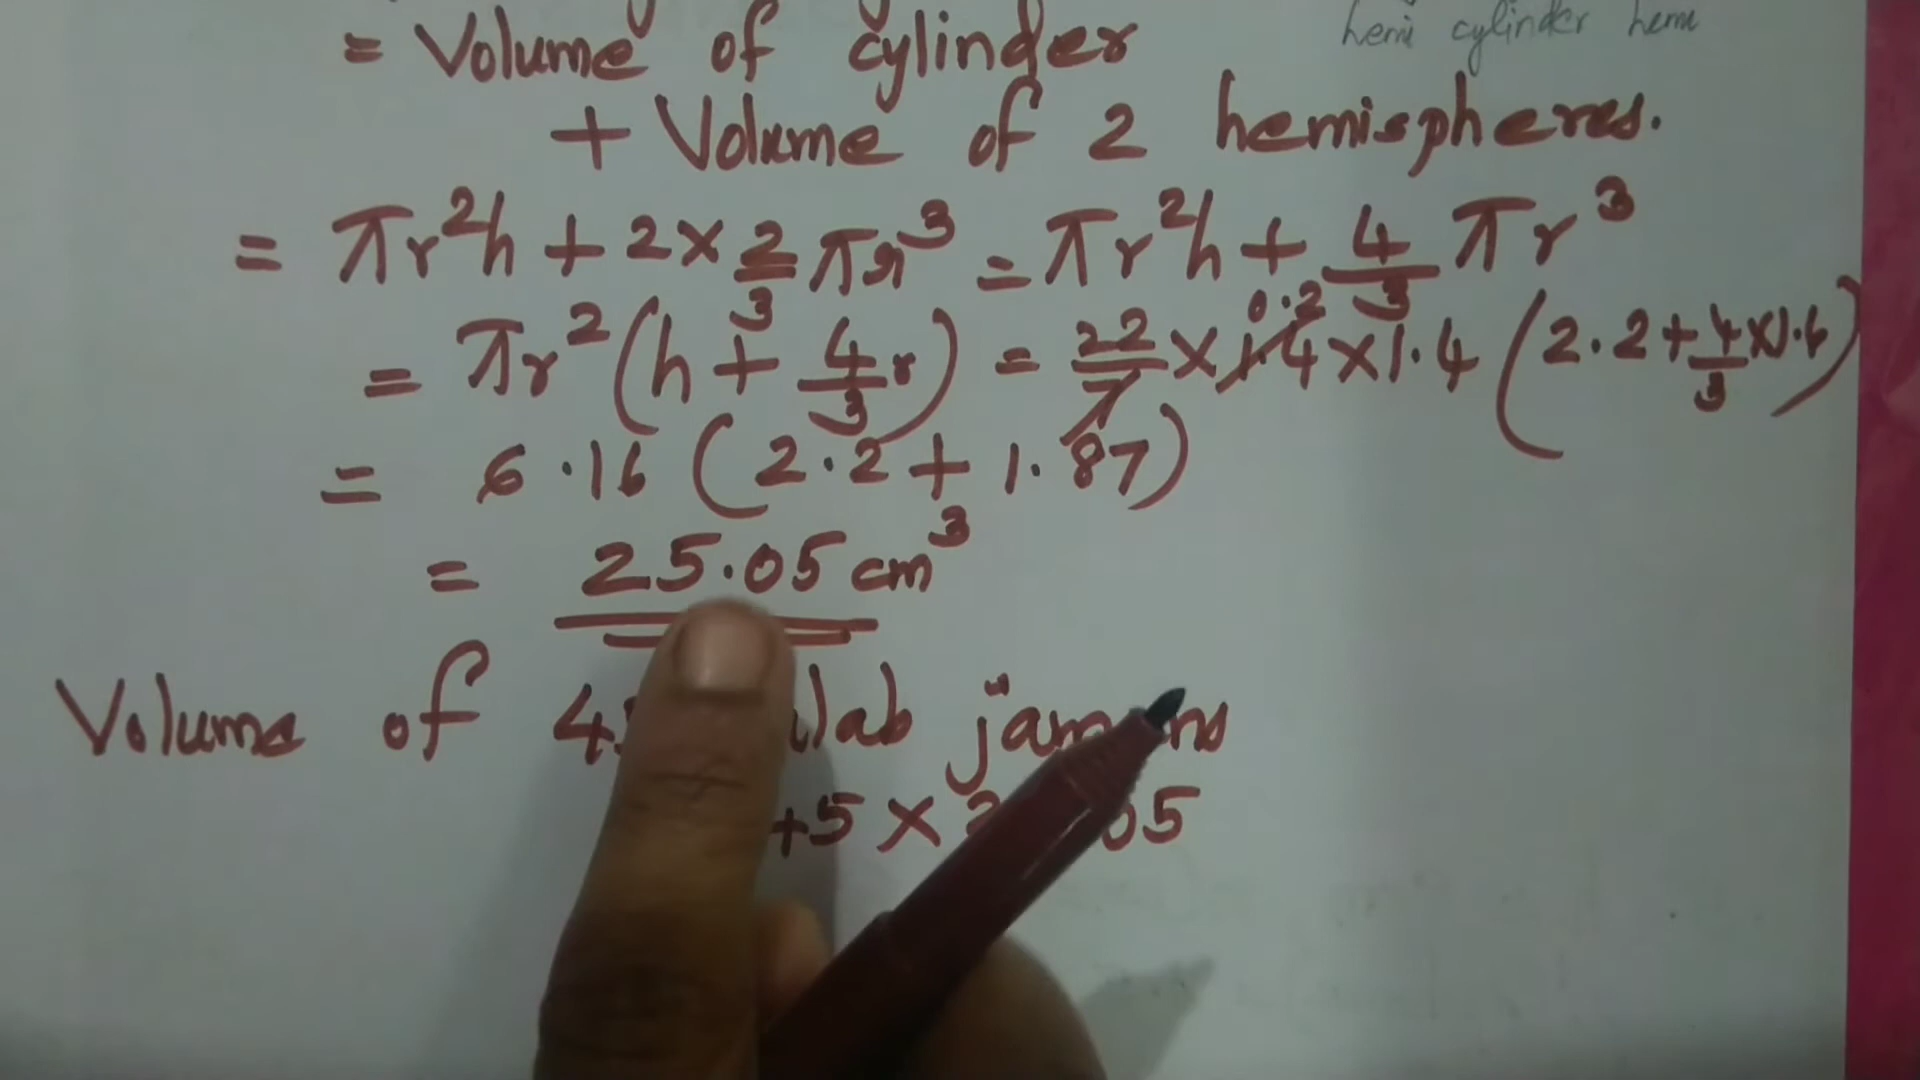 hemi cylinder hemi
= Volume of cylinder
+ Volume of 2 hemispheres.
= πr²h + 2 × 2/3 πr³ = πr²h + 4/3 πr³
= πr² (h + 4/3 r) = 22/7 × 1.4 × 1.4 (2.2 + 4/3 × 1.4)
0.2
= 6.16 (2.2 + 1.87)
= 25.05 cm³
Volume of
5 ×